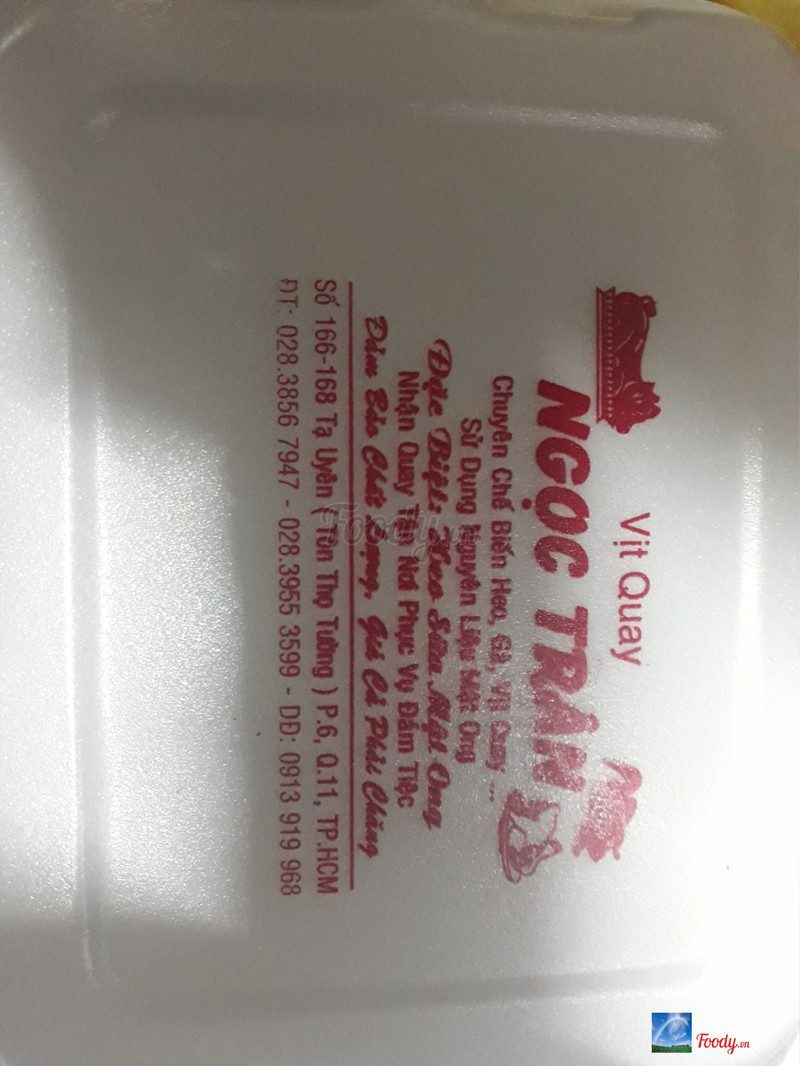 Vịt Quay
NGỌC TRÂN
Chuyên Chế Biến Heo, Gà, Vịt Quay ...
Sử Dụng Nguyên Liệu Mật Ong
Đặc Biệt: Heo Sữa Mật Ong
Nhận Quay Tận Nơi Phục Vụ Đám Tiệc
Đảm Bảo Chất Lượng, Giá Cả Phải Chăng
Số 166-168 Tạ Uyên ( Tôn Thọ Tường ) P.6, Q.11, TP.HCM
ĐT: 028.3856 7947 - 028.3955 3599 - DĐ: 0913 919 968
Foody.vn
Foody.vn